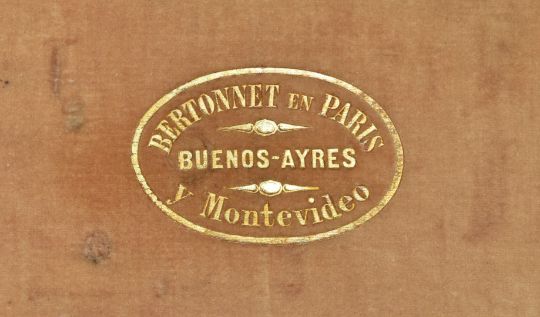 BERTONNET EN PARIS
BUENOS-AYRES
y Montevideo